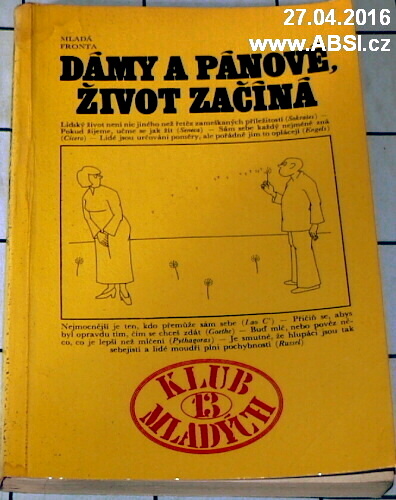 27.04.2016
www.ABSI.cz
MLADÁ
FRONTA
DÁMY A PÁNOVÉ,
ŽIVOT ZAČÍNÁ
Lidský život není nic jiného než řetěz zameškaných příležitostí (Sokrates) —
Pokud žijeme, učme se jak žít (Seneca) — Sám sebe každý nejméně zná
(Cicero) — Lidé jsou určováni poměry, ale pořádně jim to oplácejí (Engels)
Nejmocnější je ten, kdo přemůže sám sebe (Lao C') — Přičiň se, abys
byl opravdu tím, čím se chceš zdát (Goethe) — Buď mlč, nebo pověz ně-
co, co je lepší než mlčení (Pythagoras) — Je smutné, že hlupáci jsou tak
sebejistí a lidé moudří plni pochybností (Russel)
KLUB
13
MLADÝCH